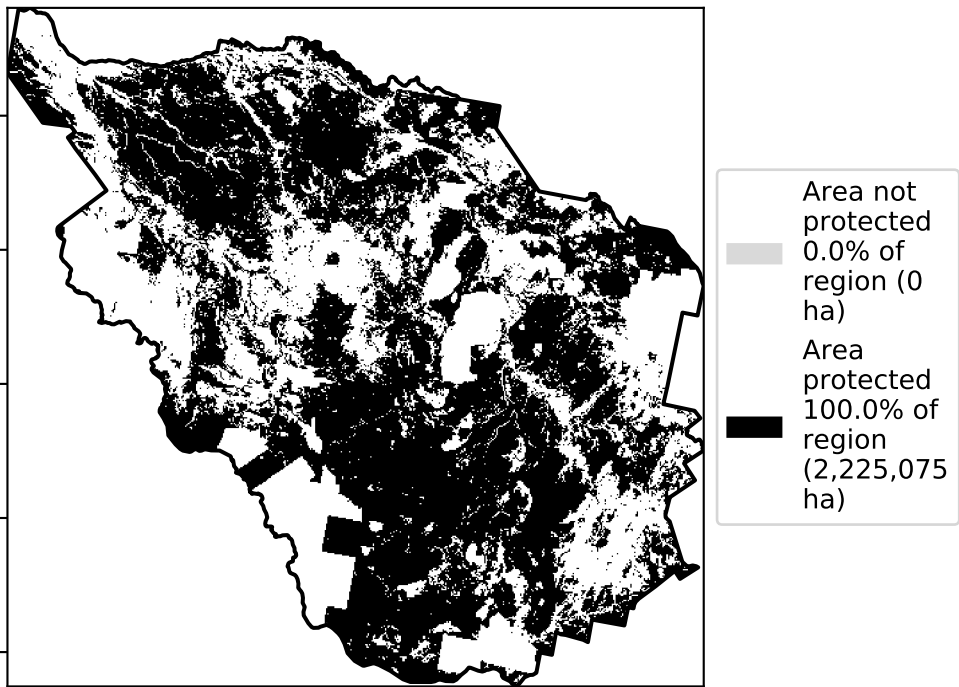 Area not
protected
0.0% of
region (0
ha)
Area
protected
100.0% of
region
(2,225,075
ha)